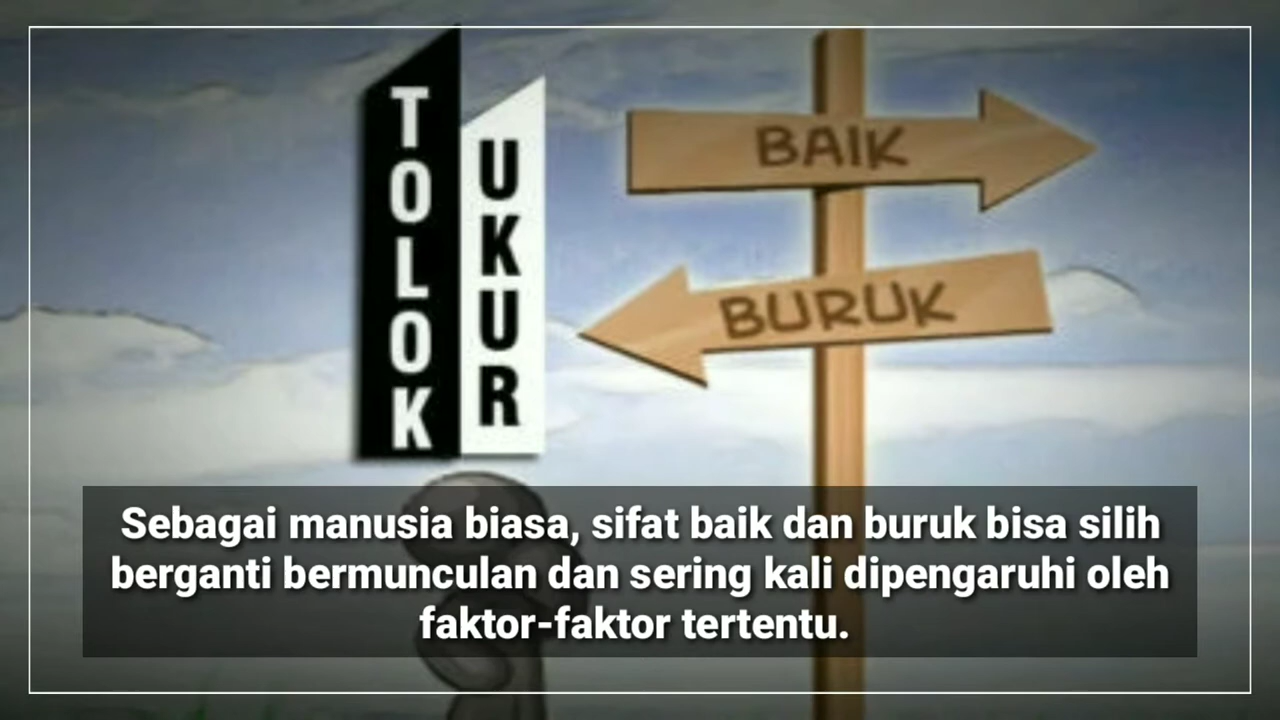 TOLOK
UKUR
BAIK
BURUK
Sebagai manusia biasa, sifat baik dan buruk bisa silih
berganti bermunculan dan sering kali dipengaruhi oleh
faktor-faktor tertentu.